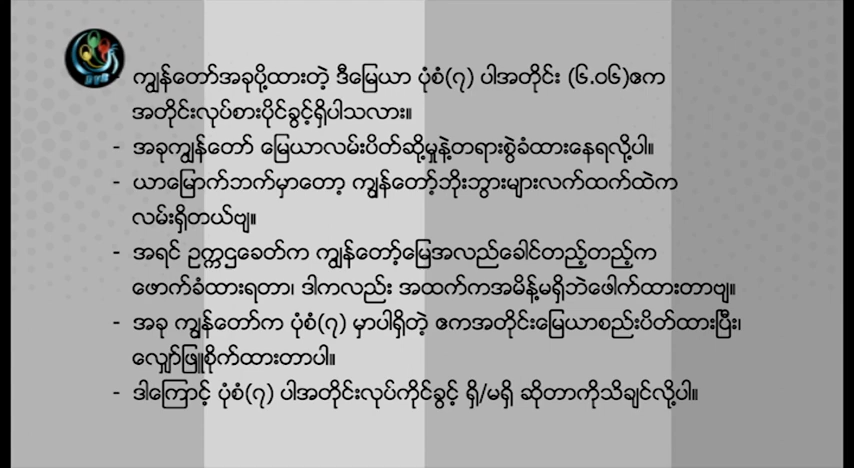 ကျွန်တော်အခုပို့ထားတဲ့ ဒီမြေယာ ပုံစံ(၇) ပါအတိုင်း (၆.၀၆)ဧက
အတိုင်းလုပ်စားပိုင်ခွင့်ရှိပါသလား။
- အခုကျွန်တော် မြေယာလမ်းပိတ်ဆို့မှုနဲ့တရားစွဲခံထားနေရလို့ပါ။
- ယာမြောက်ဘက်မှာတော့ ကျွန်တော့်ဘိုးဘွားများလက်ထက်ထဲက
လမ်းရှိတယ်ဗျ။
- အရင် ဥက္ကဌခေတ်က ကျွန်တော့်မြေအလည်ခေါင်တည့်တည့်က
ဖောက်ခံထားရတာ၊ ဒါကလည်း အထက်ကအမိန့်မရှိဘဲဖေါက်ထားတာဗျ။
- အခု ကျွန်တော်က ပုံစံ(၇) မှာပါရှိတဲ့ ဧကအတိုင်းမြေယာစည်းပိတ်ထားပြီး၊
လျှော်ဖြူစိုက်ထားတာပါ။
- ဒါကြောင့် ပုံစံ(၇) ပါအတိုင်းလုပ်ကိုင်ခွင့် ရှိ/မရှိ ဆိုတာကိုသိချင်လို့ပါ။